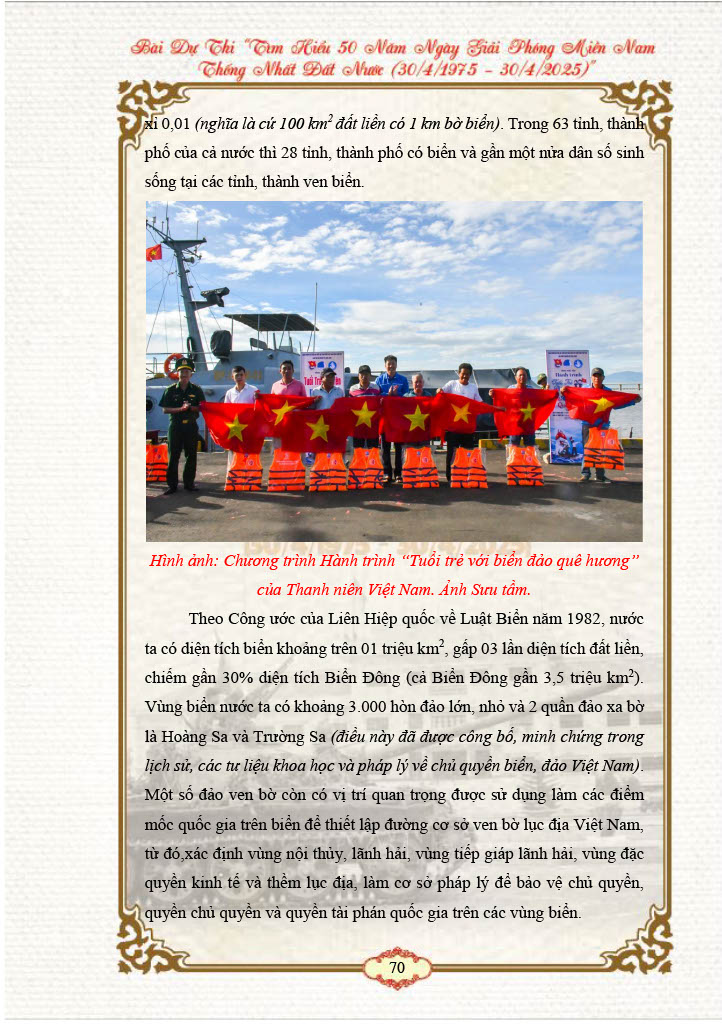 Bài Dự Thi “Tìm Hiểu 50 Năm Ngày Giải Phóng Miền Nam
Thống Nhất Đất Nước (30/4/1975 – 30/4/2025)”
xỉ 0,01 (nghĩa là cứ 100 km² đất liền có 1 km bờ biển). Trong 63 tỉnh, thành
phố của cả nước thì 28 tỉnh, thành phố có biển và gần một nửa dân số sinh
sống tại các tỉnh, thành ven biển.
Hình ảnh: Chương trình Hành trình “Tuổi trẻ với biển đảo quê hương”
của Thanh niên Việt Nam. Ảnh Sưu tầm.
Theo Công ước của Liên Hiệp quốc về Luật Biển năm 1982, nước
ta có diện tích biển khoảng trên 01 triệu km², gấp 03 lần diện tích đất liền,
chiếm gần 30% diện tích Biển Đông (cả Biển Đông gần 3,5 triệu km²).
Vùng biển nước ta có khoảng 3.000 hòn đảo lớn, nhỏ và 2 quần đảo xa bờ
là Hoàng Sa và Trường Sa (điều này đã được công bố, minh chứng trong
lịch sử, các tư liệu khoa học và pháp lý về chủ quyền biển, đảo Việt Nam).
Một số đảo ven bờ còn có vị trí quan trọng được sử dụng làm các điểm
mốc quốc gia trên biển để thiết lập đường cơ sở ven bờ lục địa Việt Nam,
từ đó,xác định vùng nội thủy, lãnh hải, vùng tiếp giáp lãnh hải, vùng đặc
quyền kinh tế và thềm lục địa, làm cơ sở pháp lý để bảo vệ chủ quyền,
quyền chủ quyền và quyền tài phán quốc gia trên các vùng biển.
70